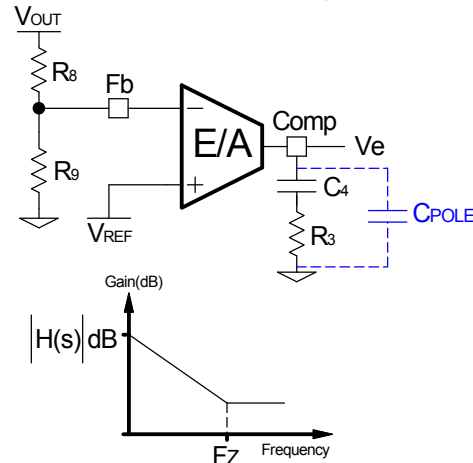 VOUT
R8
Fb
R9
VREF
E/A
Comp
Ve
C4
R3
CPOLE
Gain(dB)
|H(s)| dB
FZ
Frequency